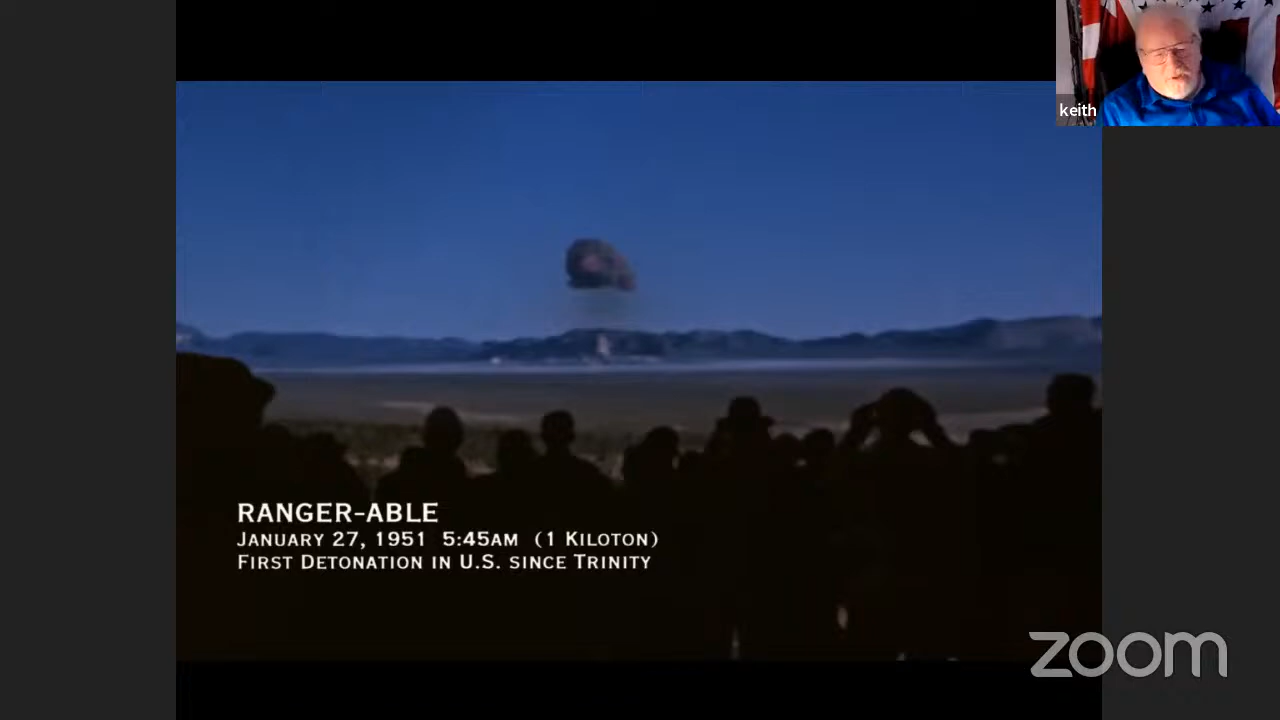 keith
RANGER-ABLE
JANUARY 27, 1951 5:45AM (1 KILOTON)
FIRST DETONATION IN U.S. SINCE TRINITY
zoom